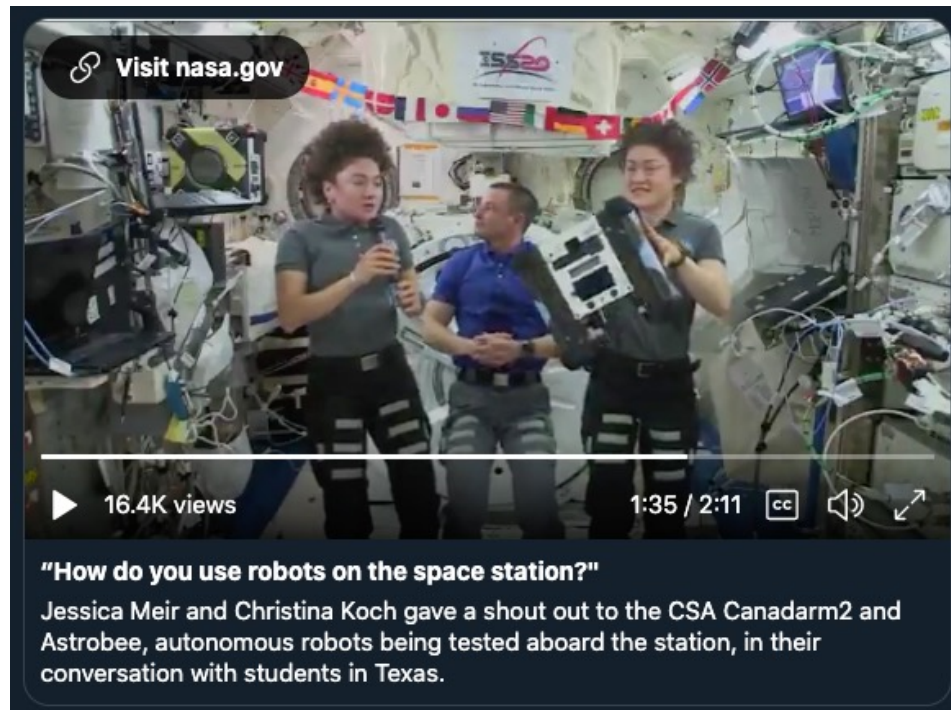 Visit nasa.gov
ISS20
16.4K views
1:35 / 2:11
CC
“How do you use robots on the space station?"
Jessica Meir and Christina Koch gave a shout out to the CSA Canadarm2 and
Astrobee, autonomous robots being tested aboard the station, in their
conversation with students in Texas.